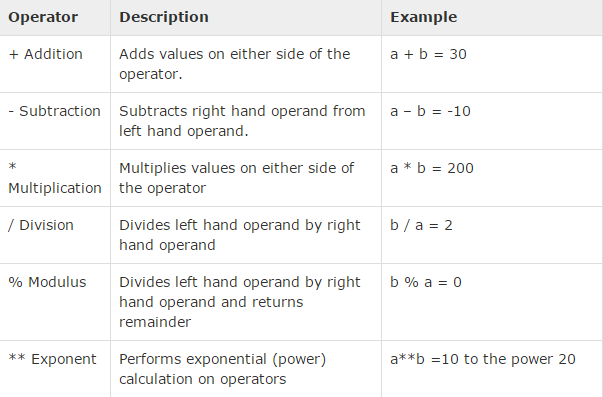 Operator Description Example
+ Addition Adds values on either side of the a + b = 30
operator.
- Subtraction Subtracts right hand operand from a – b = -10
left hand operand.
* Multiplies values on either side of a * b = 200
Multiplication the operator
/ Division Divides left hand operand by right b / a = 2
hand operand
% Modulus Divides left hand operand by right b % a = 0
hand operand and returns
remainder
** Exponent Performs exponential (power) a**b =10 to the power 20
calculation on operators